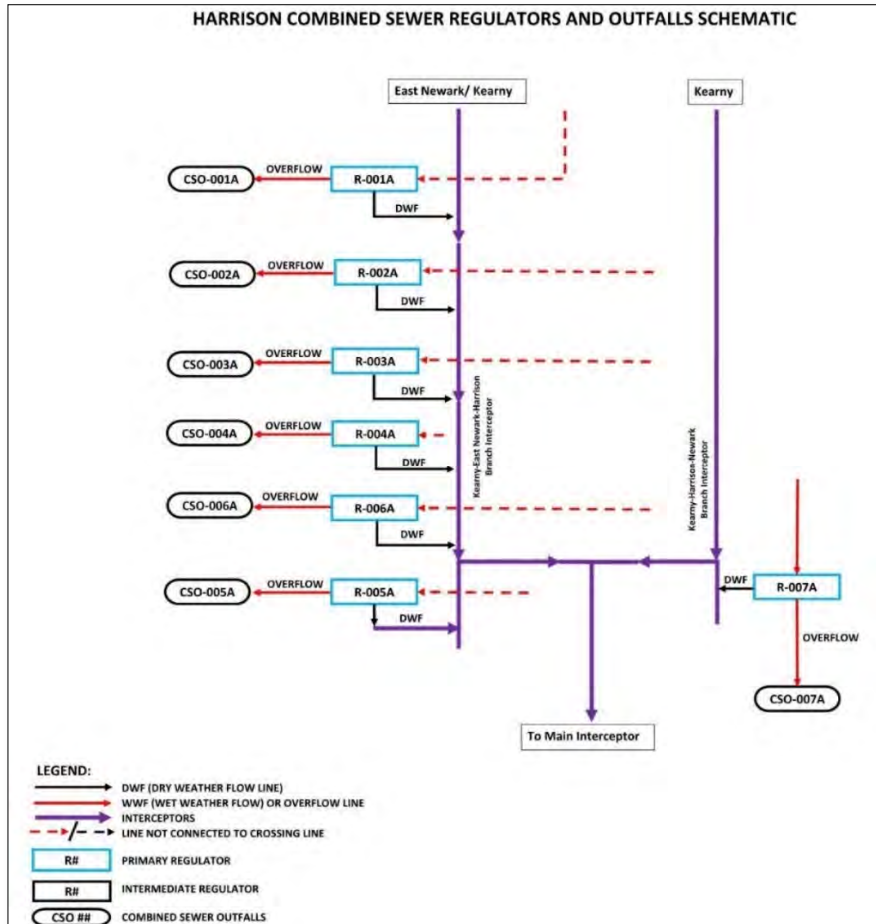 HARRISON COMBINED SEWER REGULATORS AND OUTFALLS SCHEMATIC
East Newark/ Kearny
Kearny
CSO-001A
OVERFLOW
R-001A
DWF
CSO-002A
OVERFLOW
R-002A
DWF
CSO-003A
OVERFLOW
R-003A
DWF
Kearny-East Newark-Harrison
Branch Interceptor
CSO-004A
OVERFLOW
R-004A
DWF
Kearny-Harrison-Newark
Branch Interceptor
CSO-006A
OVERFLOW
R-006A
DWF
CSO-005A
OVERFLOW
R-005A
DWF
DWF
R-007A
OVERFLOW
CSO-007A
To Main Interceptor
LEGEND:
DWF (DRY WEATHER FLOW LINE)
WWF (WET WEATHER FLOW) OR OVERFLOW LINE
INTERCEPTORS
/ LINE NOT CONNECTED TO CROSSING LINE
R# PRIMARY REGULATOR
R# INTERMEDIATE REGULATOR
CSO ## COMBINED SEWER OUTFALLS